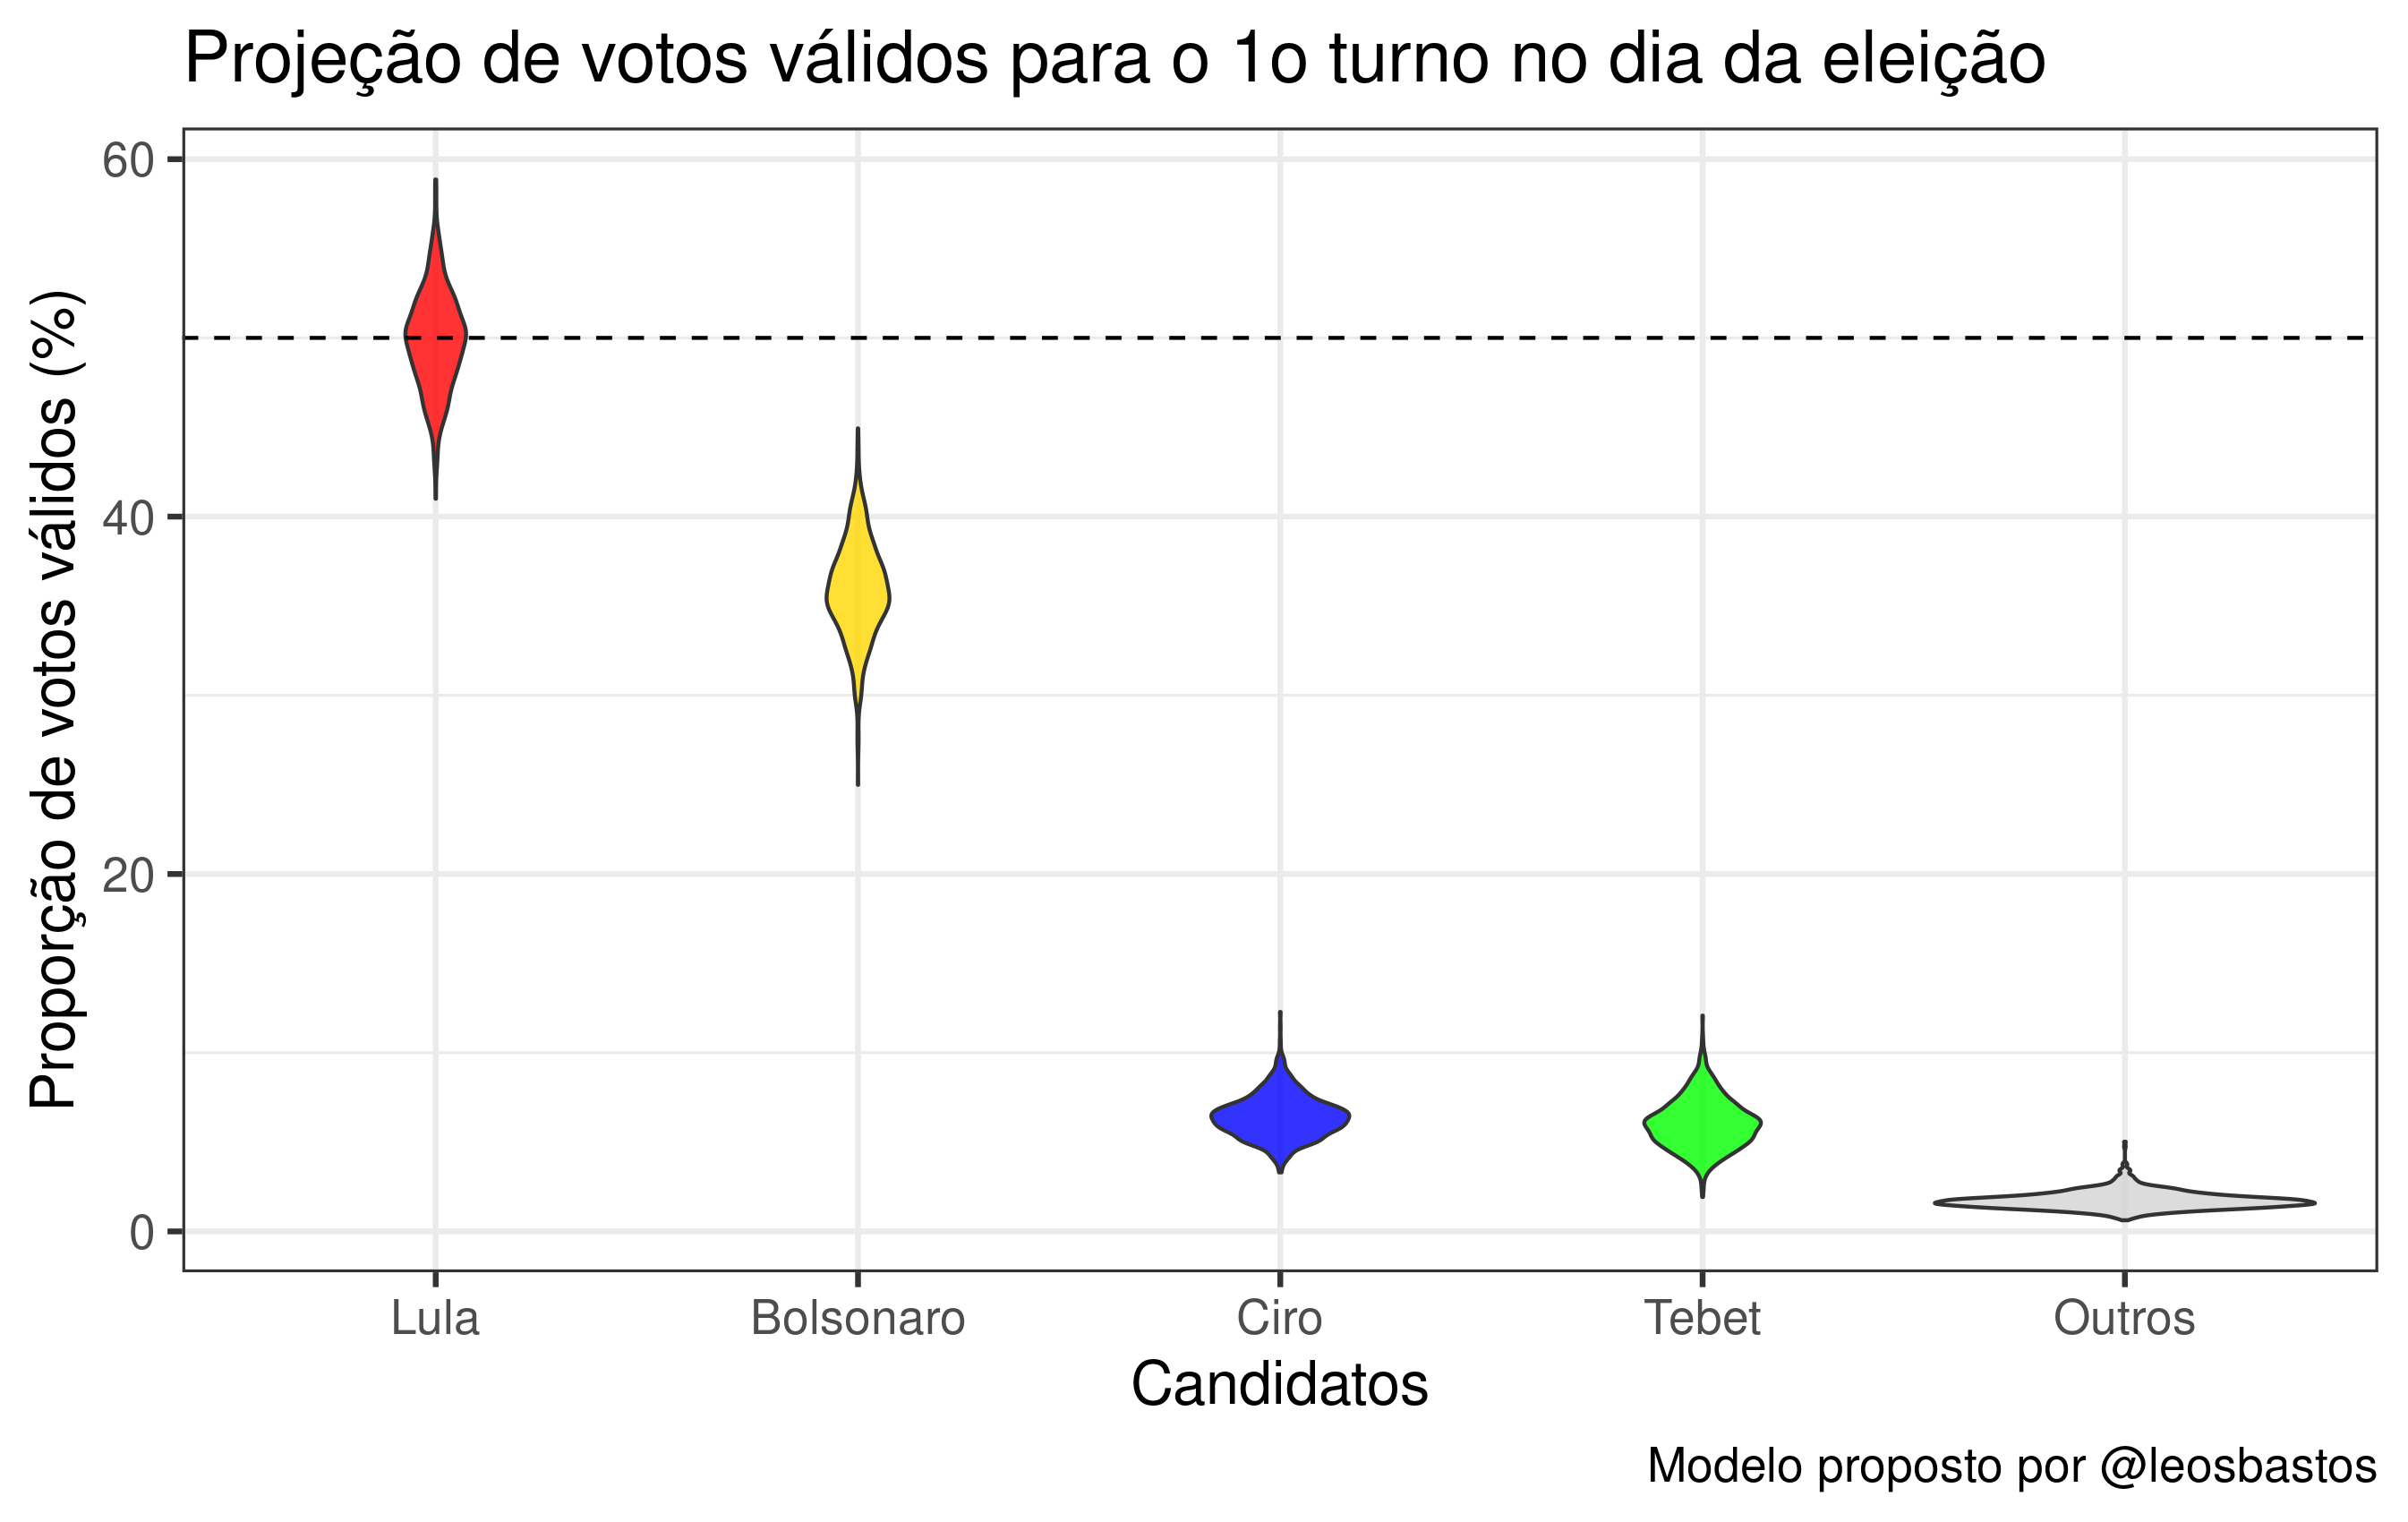 Projeção de votos válidos para o 1o turno no dia da eleição
Proporção de votos válidos (%)
60
40
20
0
Lula
Bolsonaro
Ciro
Tebet
Outros
Candidatos
Modelo proposto por @leosbastos